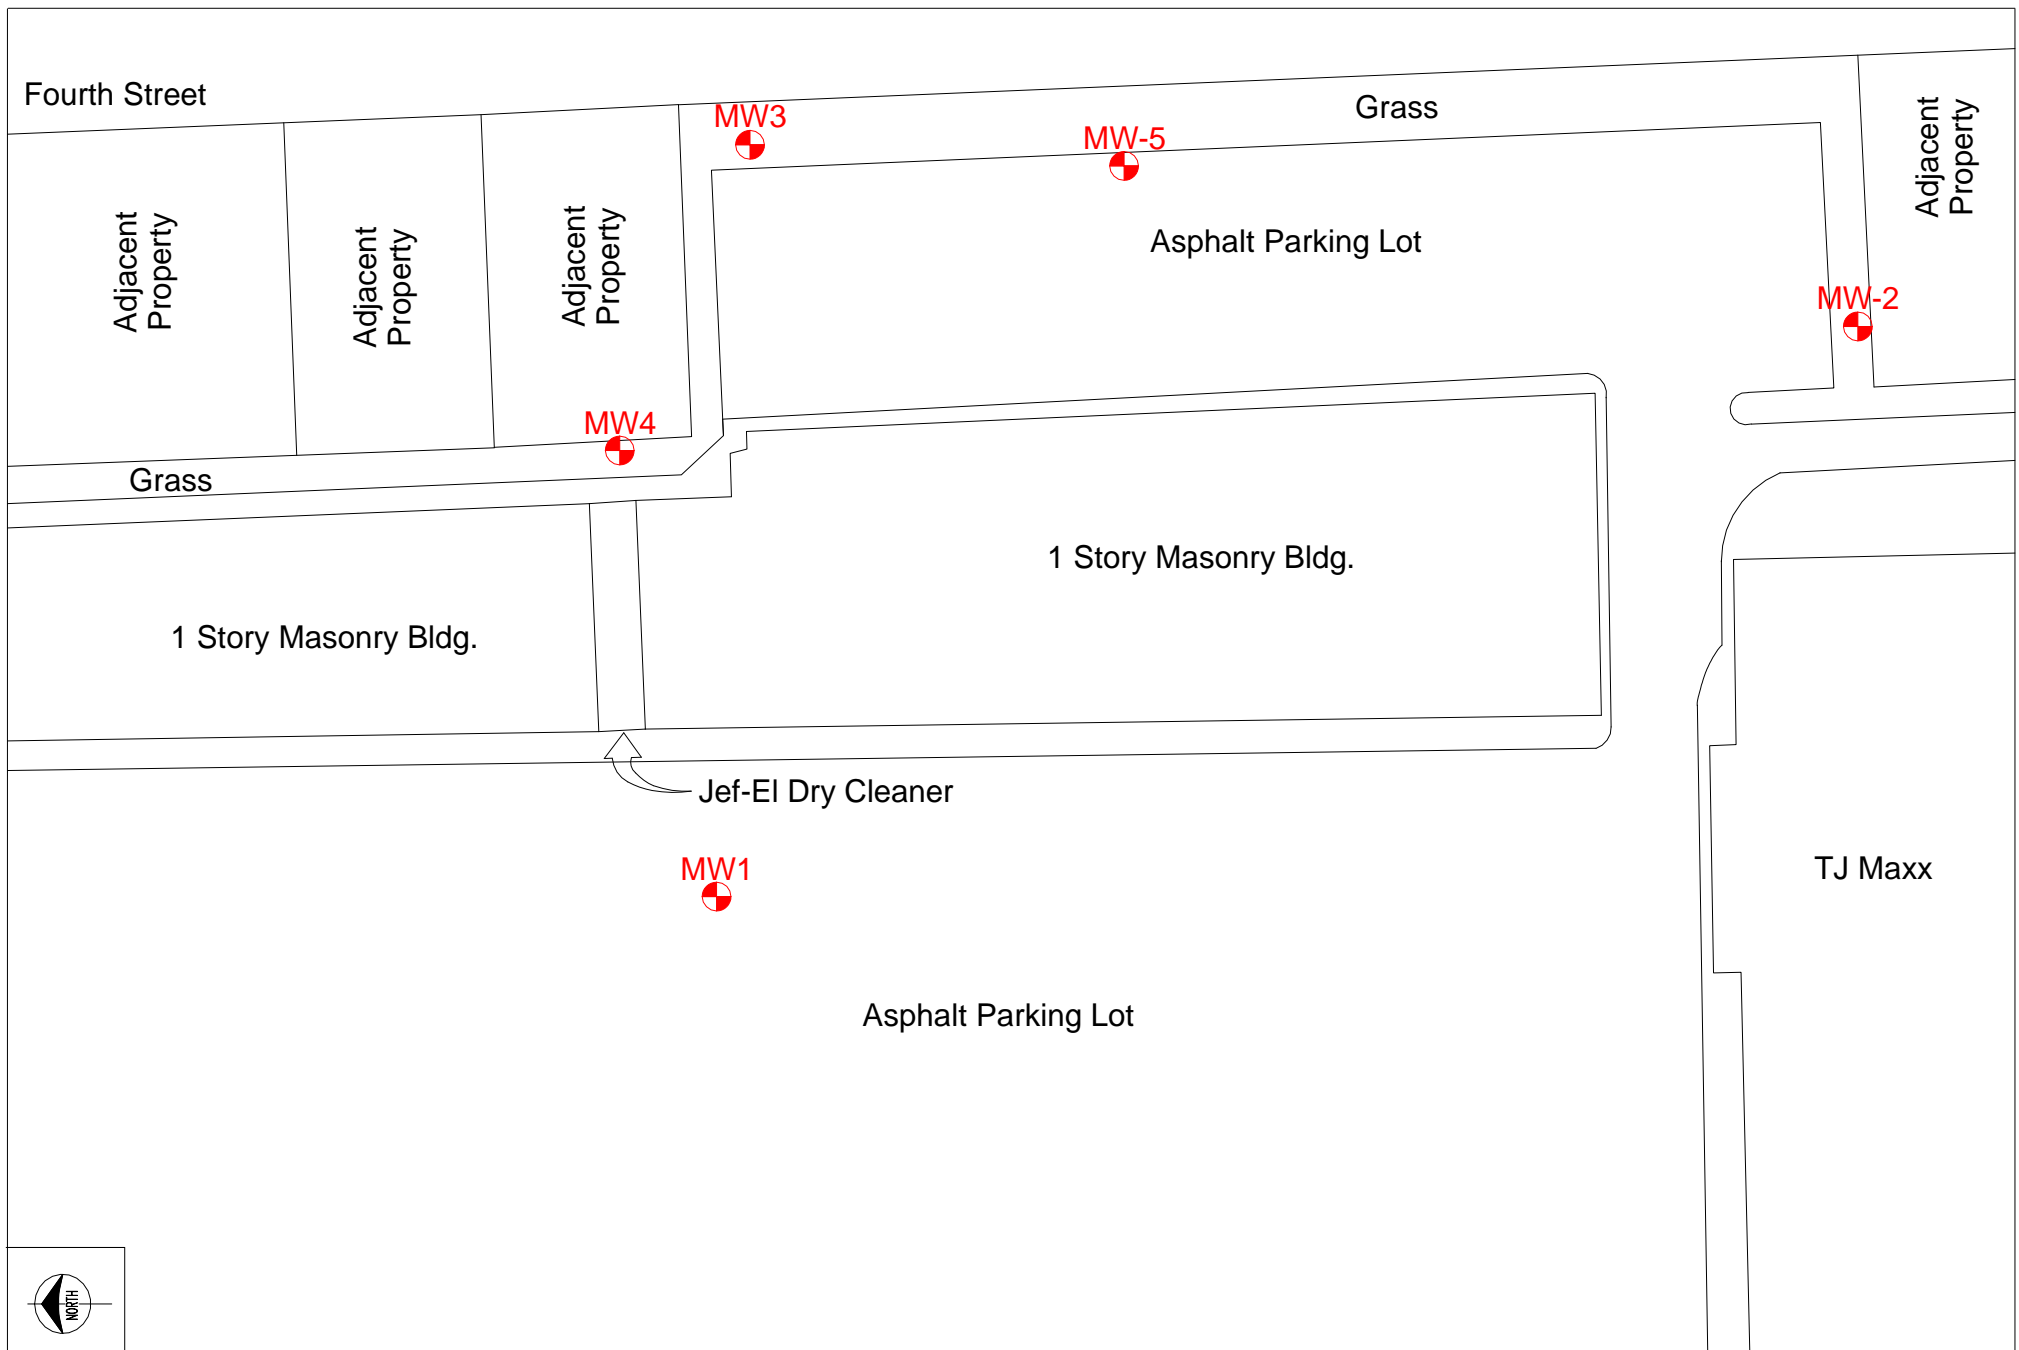 Fourth Street
MW3
MW-5
Grass
Adjacent
Property
Adjacent
Property
Adjacent
Property
Adjacent
Property
Asphalt Parking Lot
MW-2
MW4
Grass
1 Story Masonry Bldg.
1 Story Masonry Bldg.
Jef-El Dry Cleaner
MW1
TJ Maxx
Asphalt Parking Lot
NORTH